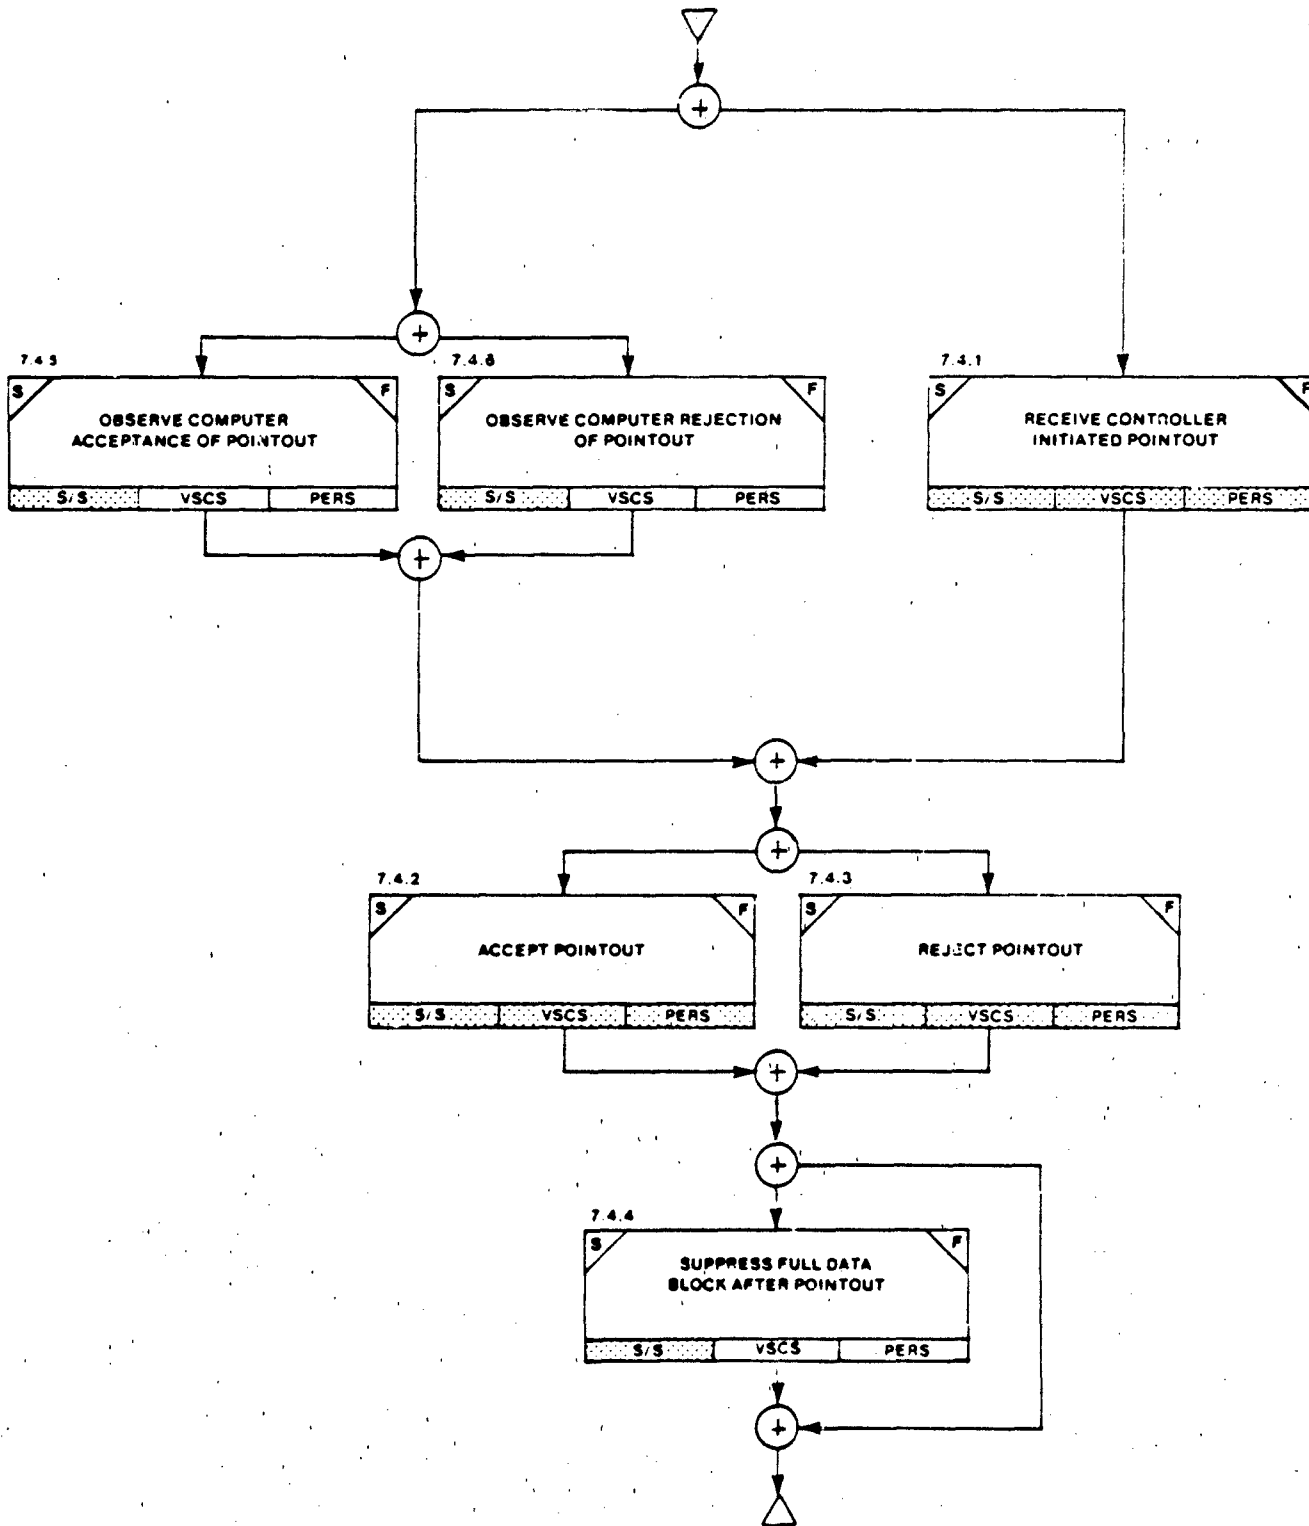 7.4.5
7.4.6
7.4.1
S
F
OBSERVE COMPUTER
ACCEPTANCE OF POINTOUT
S/S VSCS PERS
S
F
OBSERVE COMPUTER REJECTION
OF POINTOUT
S/S VSCS PERS
S
F
RECEIVE CONTROLLER
INITIATED POINTOUT
S/S VSCS PERS
7.4.2
S
F
ACCEPT POINTOUT
S/S VSCS PERS
7.4.3
S
F
REJECT POINTOUT
S/S VSCS PERS
7.4.4
S
F
SUPPRESS FULL DATA
BLOCK AFTER POINTOUT
S/S VSCS PERS